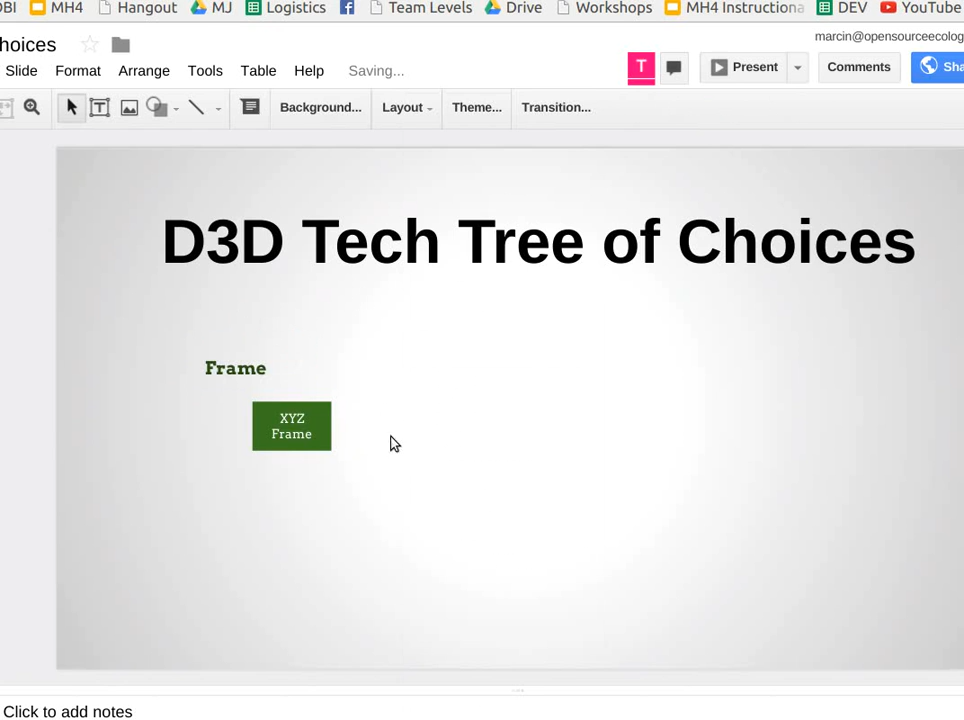 MH4 Hangout MJ Logistics Team Levels Drive Workshops MH4 Instructiona DEV YouTube
hoices marcin@opensourceecolog
Slide Format Arrange Tools Table Help Saving... T Present Comments Sha
T Background... Layout Theme... Transition...
D3D Tech Tree of Choices
Frame
XYZ
Frame
Click to add notes